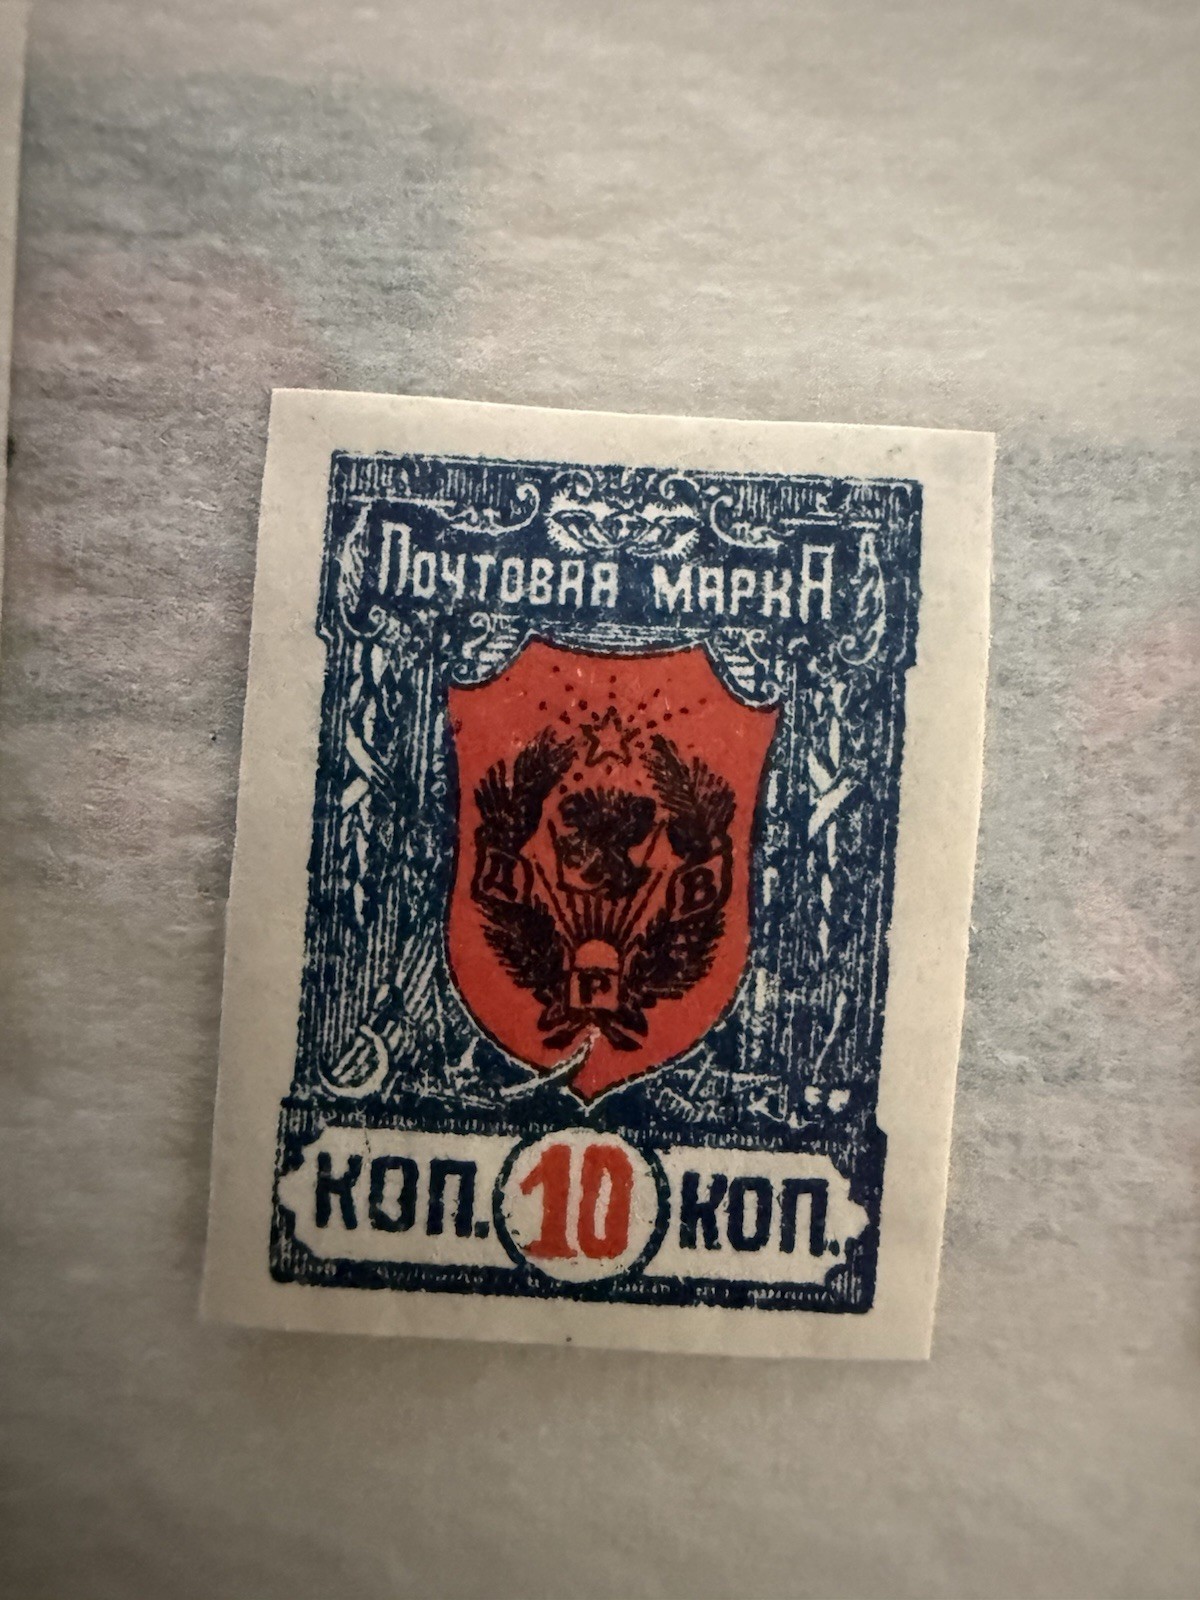 Почтовая марка
Д В
Р
коп. 10 коп.